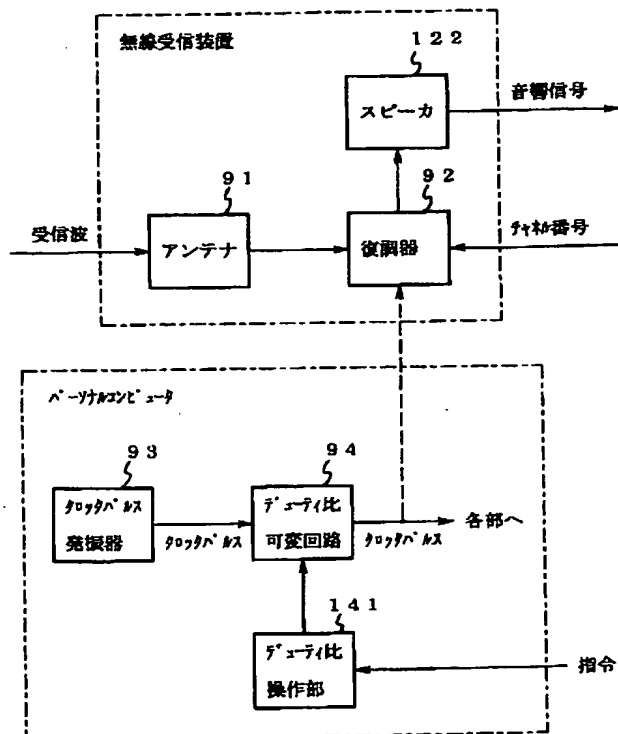 無線受信装置
122
スピーカ
音響信号
91
92
受信波
アンテナ
復調器
チャネル番号
パーソナルコンピュータ
93
94
クロックパルス
発振器
クロックパルス
デューティ比
可変回路
クロックパルス
各部へ
141
デューティ比
操作部
指令